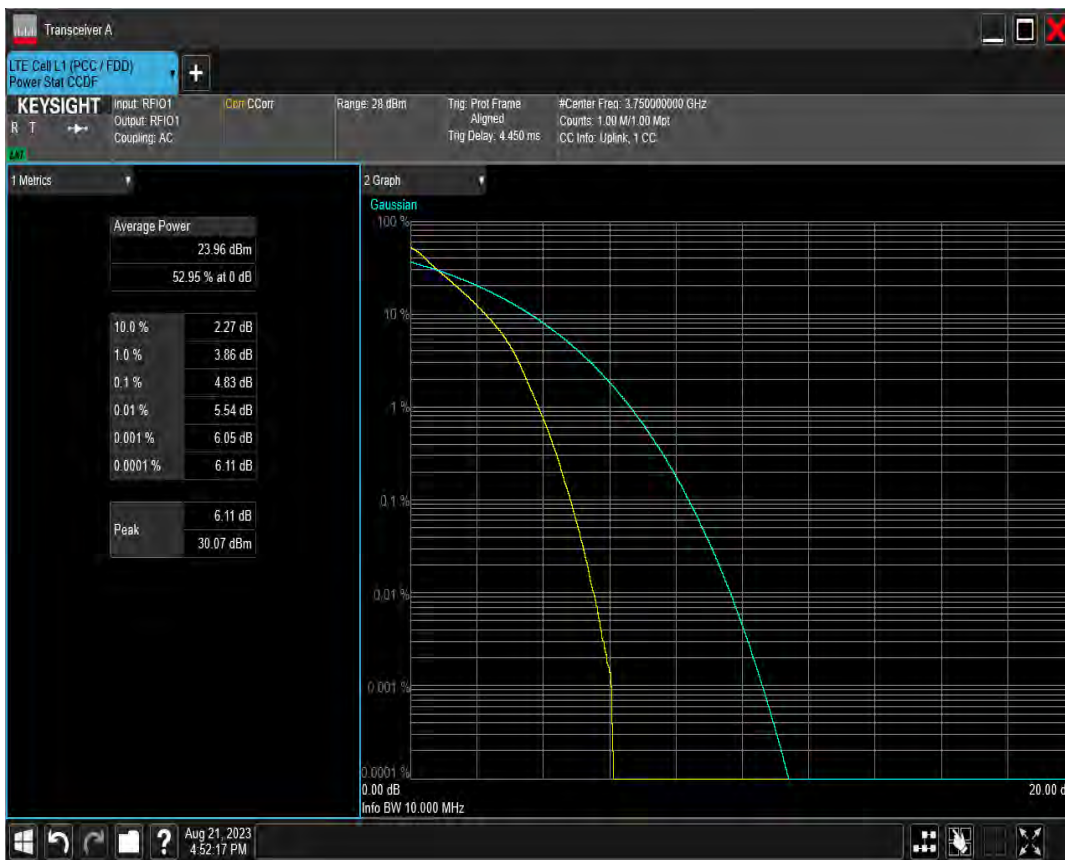 Transceiver A
LTE Cell L1 (PCC / FDD)
Power Stat CCDF
+
KEYSIGHT
R T
LNI
Input: RFIO1
Output: RFIO1
Coupling: AC
Corr CCorr
Range: 28 dBm
Trig: Prot Frame
Aligned
Trig Delay: 4.450 ms
#Center Freq: 3.750000000 GHz
Counts: 1.00 M/1.00 Mpt
CC Info: Uplink, 1 CC
1 Metrics
Average Power
23.96 dBm
52.95 % at 0 dB
10.0 % 2.27 dB
1.0 % 3.86 dB
0.1 % 4.83 dB
0.01 % 5.54 dB
0.001 % 6.05 dB
0.0001 % 6.11 dB
Peak
6.11 dB
30.07 dBm
2 Graph
Gaussian
100 %
10 %
1 %
0.1 %
0.01 %
0.001 %
0.0001 %
0.00 dB
20.00 d
Info BW 10.000 MHz
?
Aug 21, 2023
4:52:17 PM